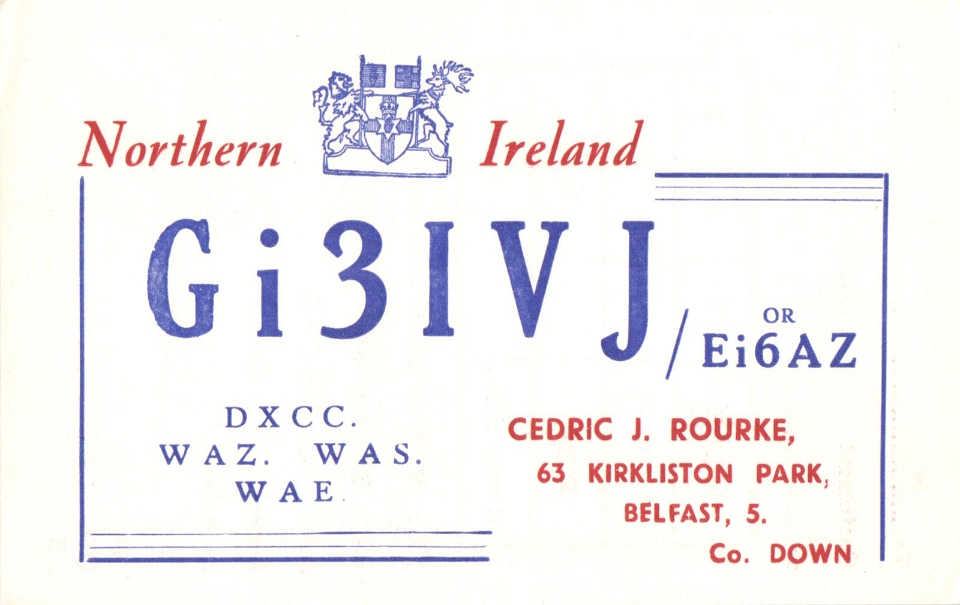 Northern Ireland
Gi3IVJ / OR Ei6AZ
DXCC.
WAZ. WAS.
WAE.
CEDRIC J. ROURKE,
63 KIRKLISTON PARK,
BELFAST, 5.
Co. DOWN